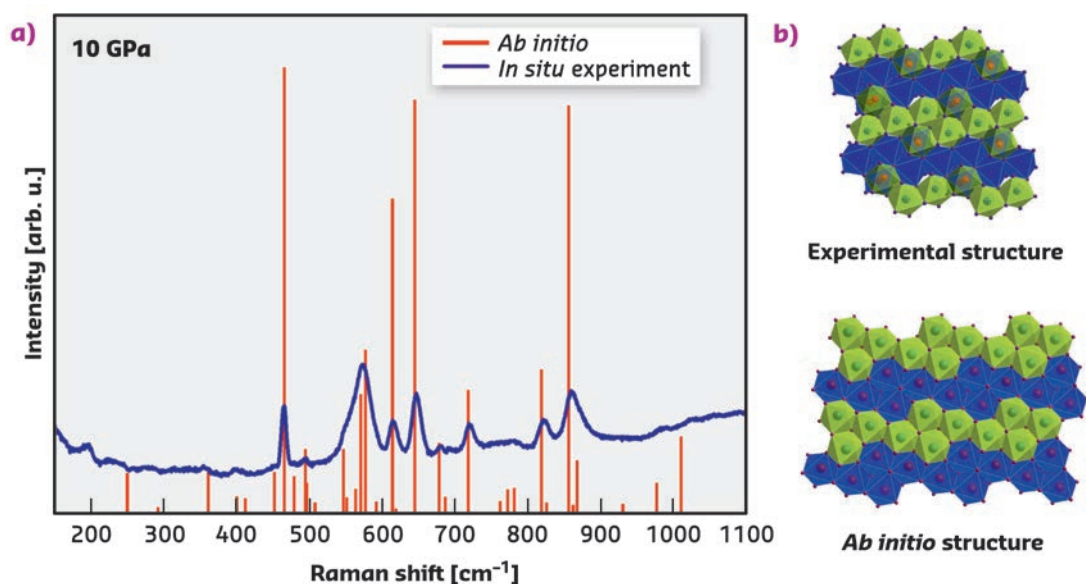 a)
10 GPa
Ab initio
In situ experiment
Intensity [arb. u.]
200 300 400 500 600 700 800 900 1000 1100
Raman shift [cm⁻¹]
b)
Experimental structure
Ab initio structure